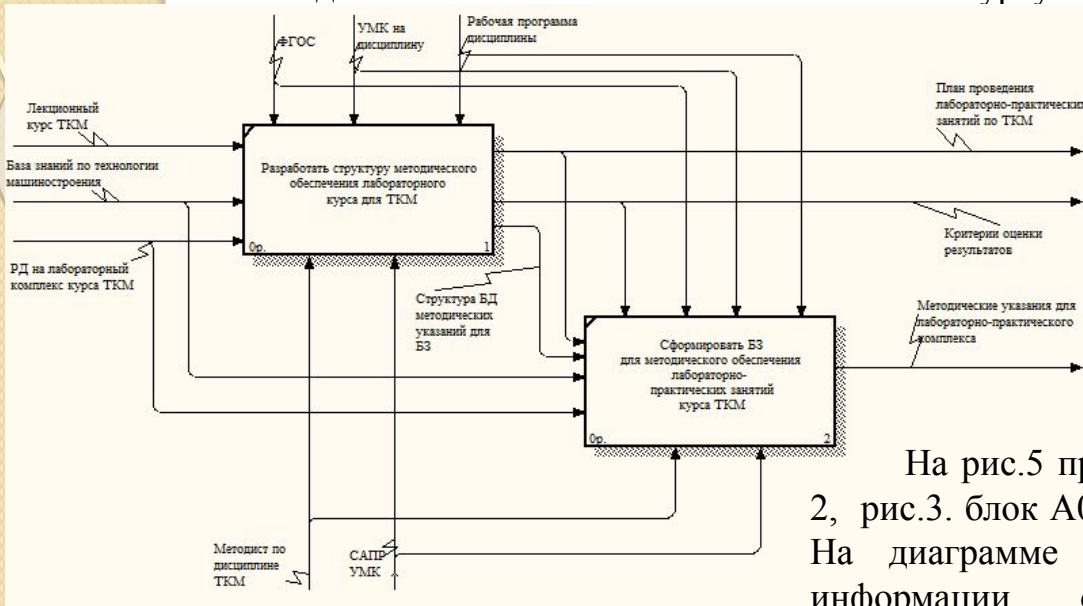 ФГОС
УМК на
дисциплину
Рабочая программа
дисциплины
Лекционный
курс ТКМ
База знаний по технологии
машиностроения
РД на лабораторный
комплекс курса ТКМ
Разработать структуру методического
обеспечения лабораторного
курса для ТКМ
0р.
1
План проведения
лабораторно-практических
занятий по ТКМ
Критерии оценки
результатов
Структура БД
методических
указаний для
БЗ
Методические указания для
лабораторно-практического
комплекса
Сформировать БЗ
для методического обеспечения
лабораторно-
практических занятий
курса ТКМ
0р.
2
Методист по
дисциплине
ТКМ
САПР
УМК
На рис.5 пр
2, рис.3. блок А0
На диаграмме
информации